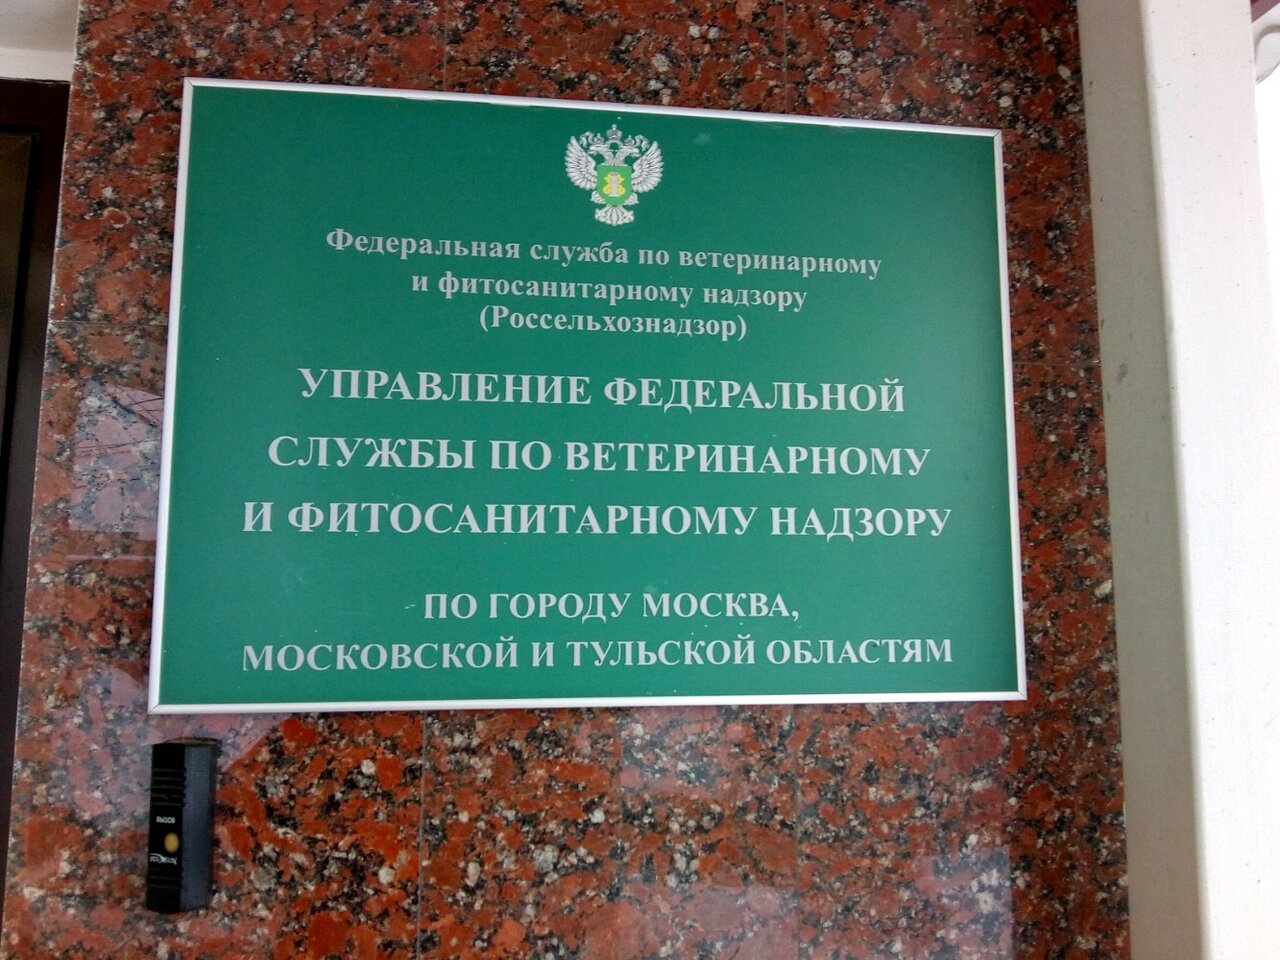 Федеральная служба по ветеринарному
и фитосанитарному надзору
(Россельхознадзор)
УПРАВЛЕНИЕ ФЕДЕРАЛЬНОЙ
СЛУЖБЫ ПО ВЕТЕРИНАРНОМУ
И ФИТОСАНИТАРНОМУ НАДЗОРУ
ПО ГОРОДУ МОСКВА,
МОСКОВСКОЙ И ТУЛЬСКОЙ ОБЛАСТЯМ
ВЫЗОВ